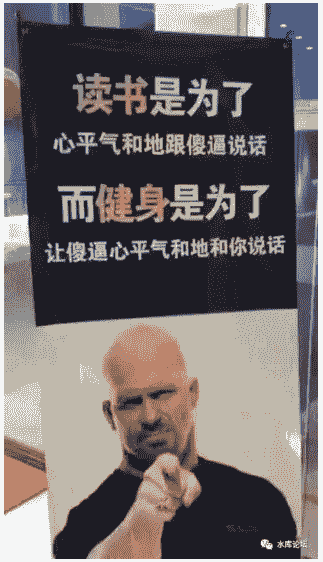 读书是为了
心平气和地跟傻逼说话
而健身是为了
让傻逼心平气和地和你说话
水库论坛